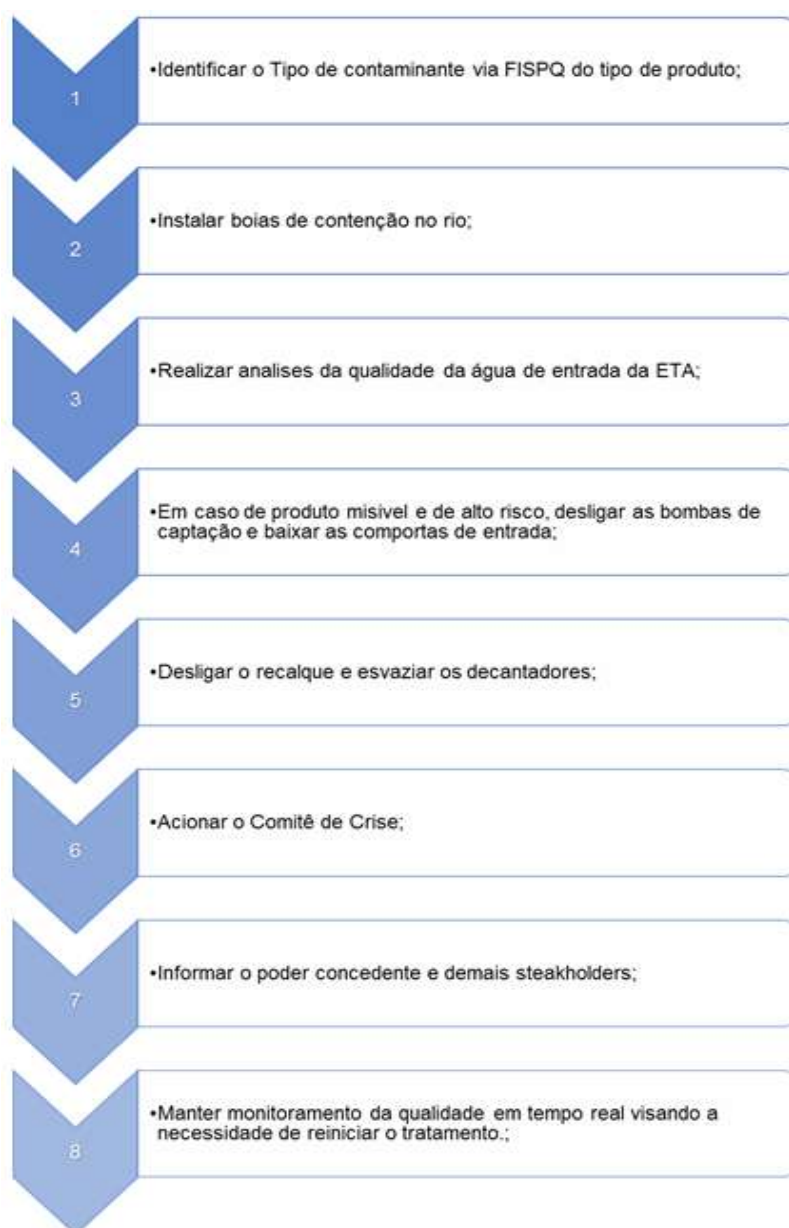 1
•Identificar o Tipo de contaminante via FISPQ do tipo de produto;
2
•Instalar boias de contenção no rio;
3
•Realizar analises da qualidade da água de entrada da ETA;
4
•Em caso de produto misivel e de alto risco, desligar as bombas de
captação e baixar as comportas de entrada;
5
•Desligar o recalque e esvaziar os decantadores;
6
•Acionar o Comitê de Crise;
7
•Informar o poder concedente e demais steakholders;
8
•Manter monitoramento da qualidade em tempo real visando a
necessidade de reiniciar o tratamento.;